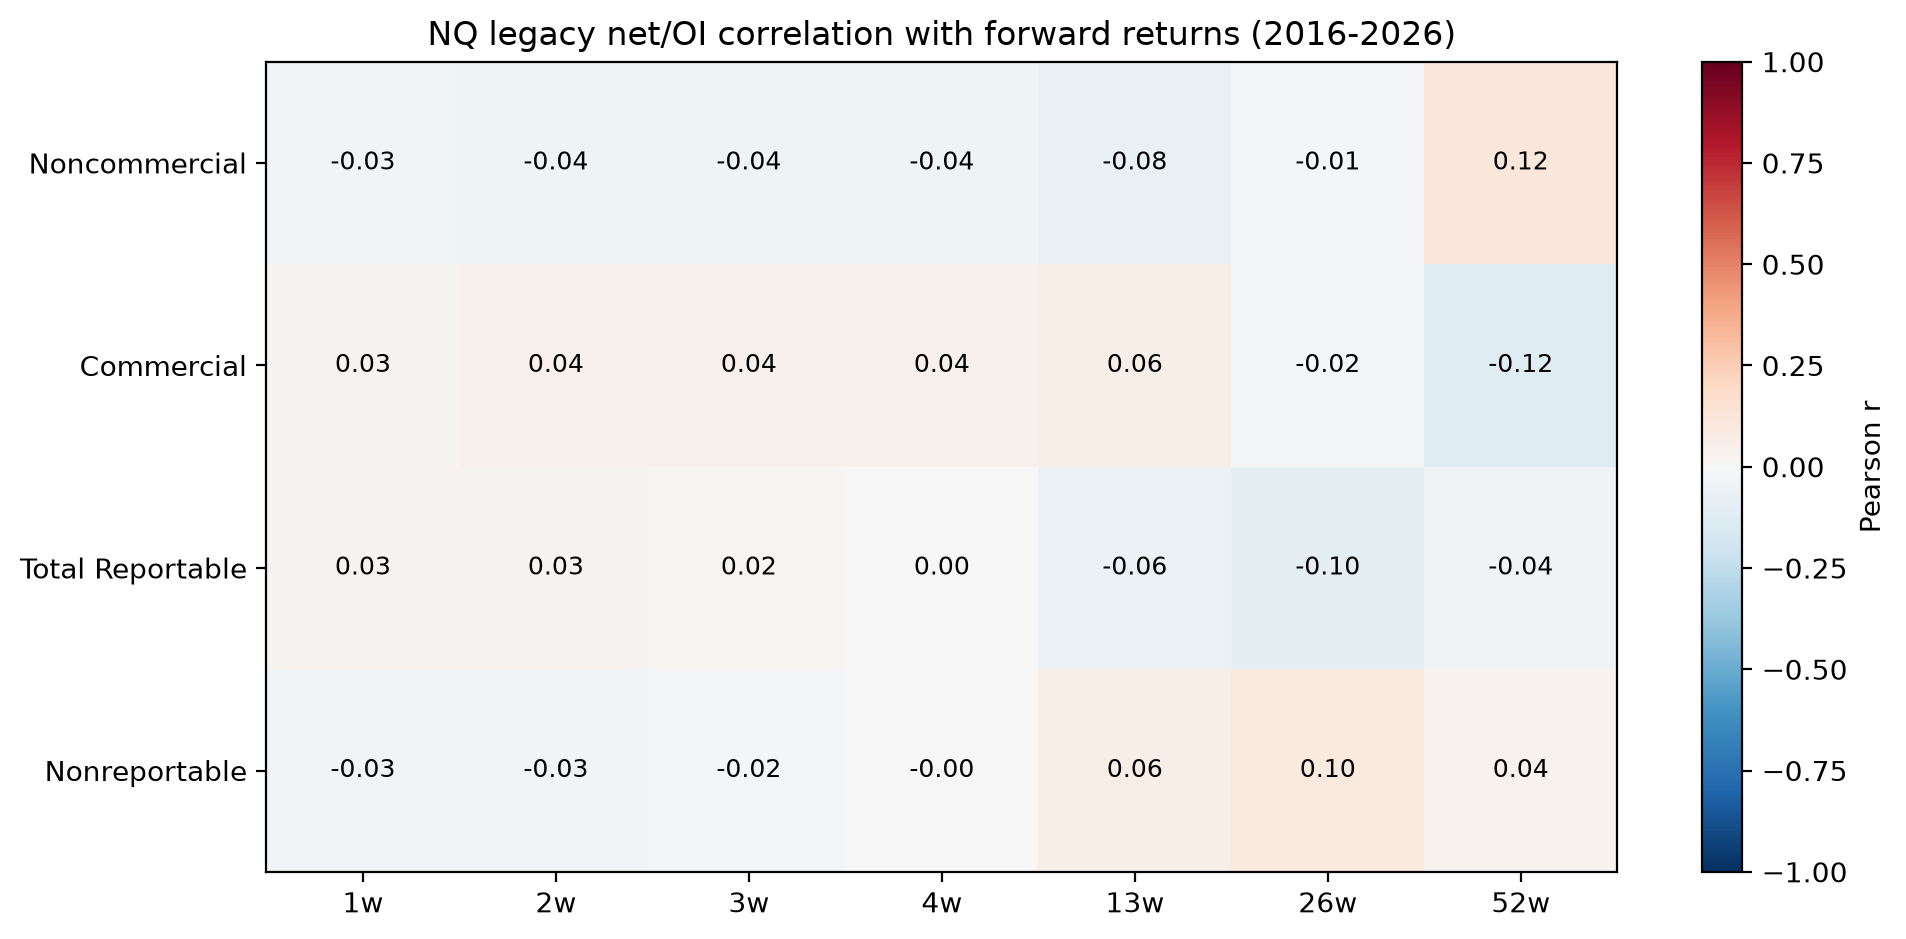 NQ legacy net/OI correlation with forward returns (2016-2026)
Noncommercial -0.03 -0.04 -0.04 -0.04 -0.08 -0.01 0.12
Commercial 0.03 0.04 0.04 0.04 0.06 -0.02 -0.12
Total Reportable 0.03 0.03 0.02 0.00 -0.06 -0.10 -0.04
Nonreportable -0.03 -0.03 -0.02 -0.00 0.06 0.10 0.04
1w 2w 3w 4w 13w 26w 52w
1.00
0.75
0.50
0.25
0.00
−0.25
−0.50
−0.75
−1.00
Pearson r